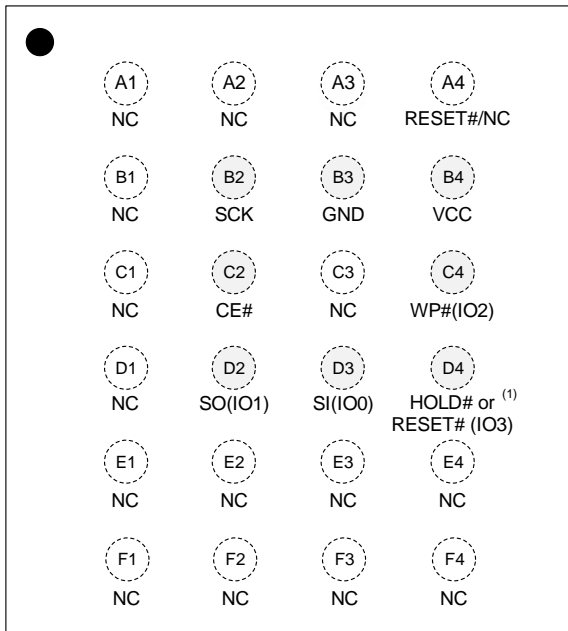 A1 A2 A3 A4
NC NC NC RESET#/NC
B1 B2 B3 B4
NC SCK GND VCC
C1 C2 C3 C4
NC CE# NC WP#(IO2)
D1 D2 D3 D4
NC SO(IO1) SI(IO0) HOLD# or (1)
RESET# (IO3)
E1 E2 E3 E4
NC NC NC NC
F1 F2 F3 F4
NC NC NC NC